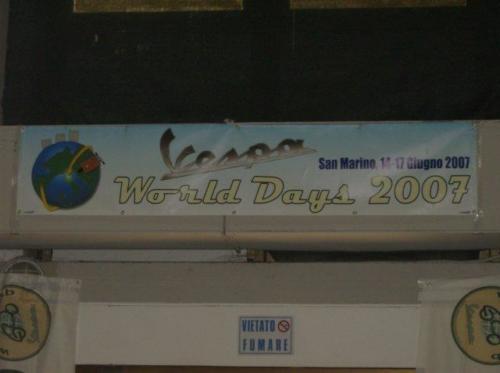 Vespa
San Marino, 14-17 Giugno 2007
World Days 2007
VIETATO
FUMARE